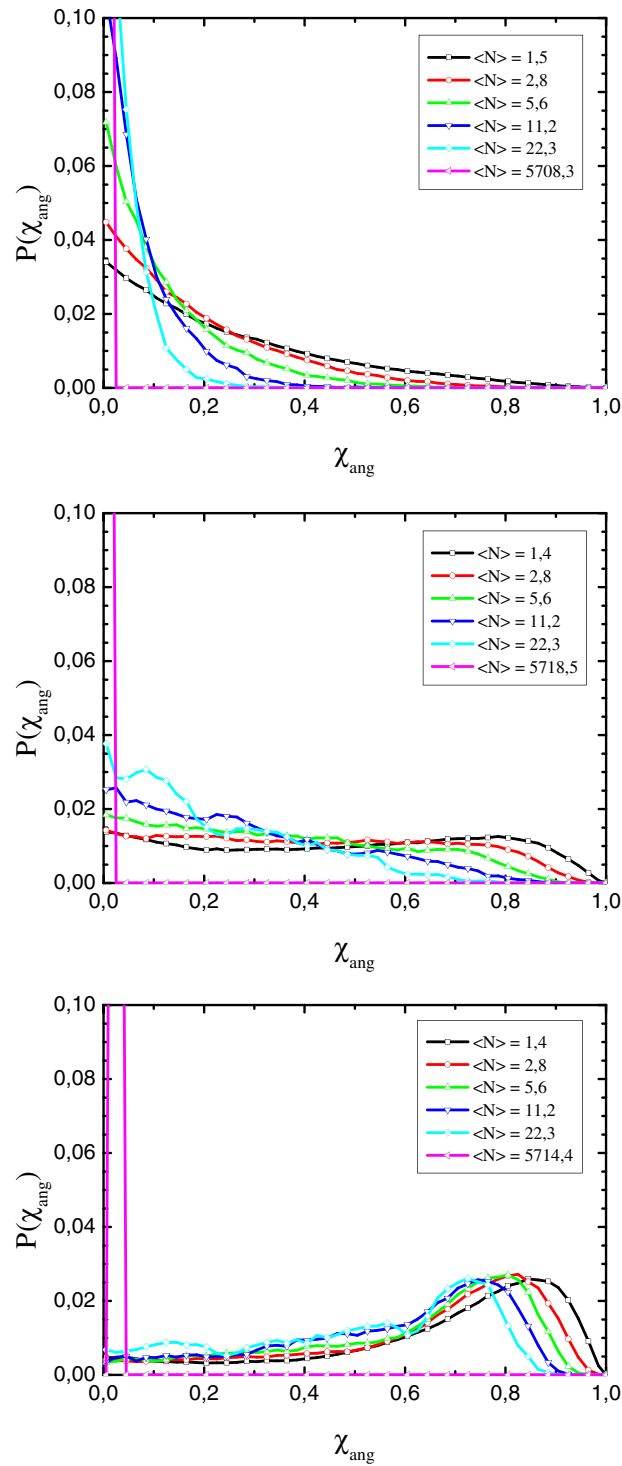 0,10
0,08
0,06
0,04
0,02
0,00
P(χang)
<N> = 1,5
<N> = 2,8
<N> = 5,6
<N> = 11,2
<N> = 22,3
<N> = 5708,3
0,0 0,2 0,4 0,6 0,8 1,0
χang
0,10
0,08
0,06
0,04
0,02
0,00
P(χang)
<N> = 1,4
<N> = 2,8
<N> = 5,6
<N> = 11,2
<N> = 22,3
<N> = 5718,5
0,0 0,2 0,4 0,6 0,8 1,0
χang
0,10
0,08
0,06
0,04
0,02
0,00
P(χang)
<N> = 1,4
<N> = 2,8
<N> = 5,6
<N> = 11,2
<N> = 22,3
<N> = 5714,4
0,0 0,2 0,4 0,6 0,8 1,0
χang